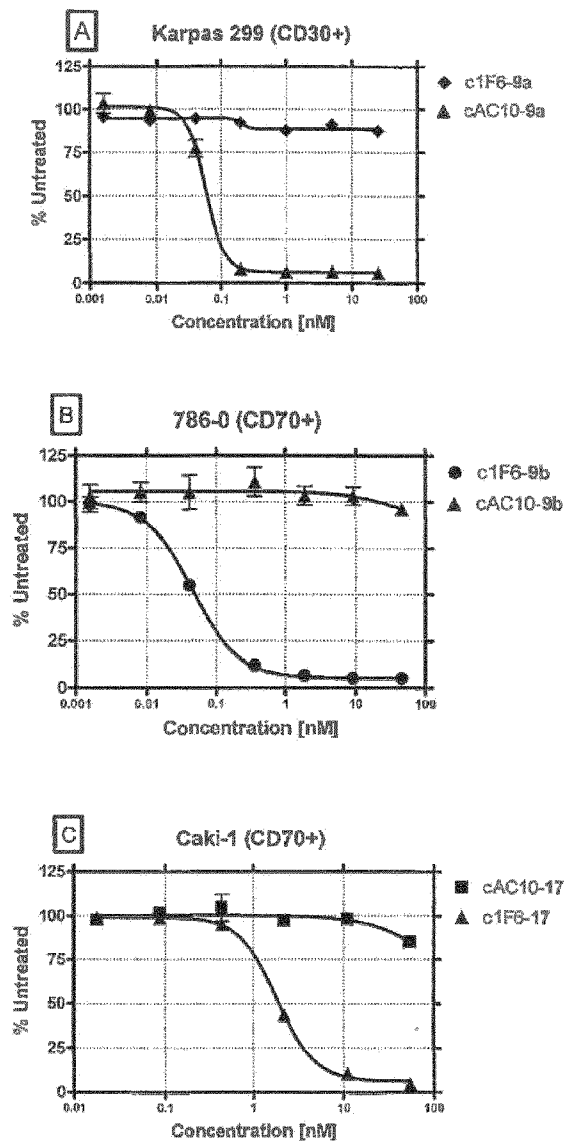 A
Karpas 299 (CD30+)
125
100
75
50
25
0
% Untreated
0.001
0.01
0.1
1
10
100
Concentration [nM]
c1F6-9a
cAC10-9a
B
786-0 (CD70+)
125
100
75
50
25
0
% Untreated
0.001
0.01
0.1
1
10
100
Concentration [nM]
c1F6-9b
cAC10-9b
C
Caki-1 (CD70+)
125
100
75
50
25
0
% Untreated
0.01
0.1
1
10
100
Concentration [nM]
cAC10-17
c1F6-17